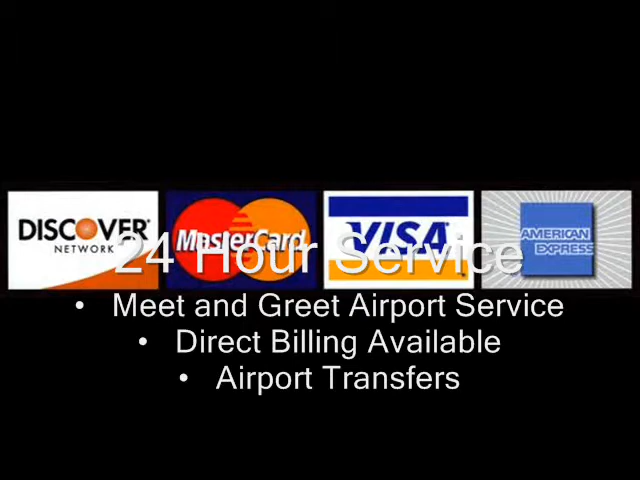 DISCOVER
NETWORK
MasterCard
VISA
AMERICAN
EXPRESS
24 Hour Service
• Meet and Greet Airport Service
• Direct Billing Available
• Airport Transfers